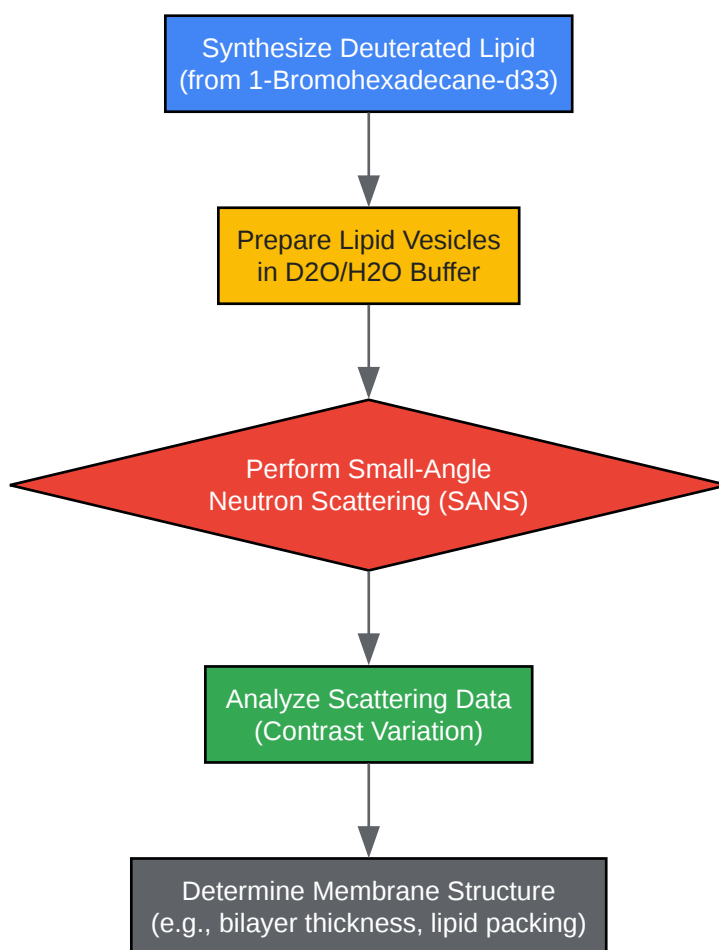 Synthesize Deuterated Lipid
(from 1-Bromohexadecane-d33)
Prepare Lipid Vesicles
in D2O/H2O Buffer
Perform Small-Angle
Neutron Scattering (SANS)
Analyze Scattering Data
(Contrast Variation)
Determine Membrane Structure
(e.g., bilayer thickness, lipid packing)